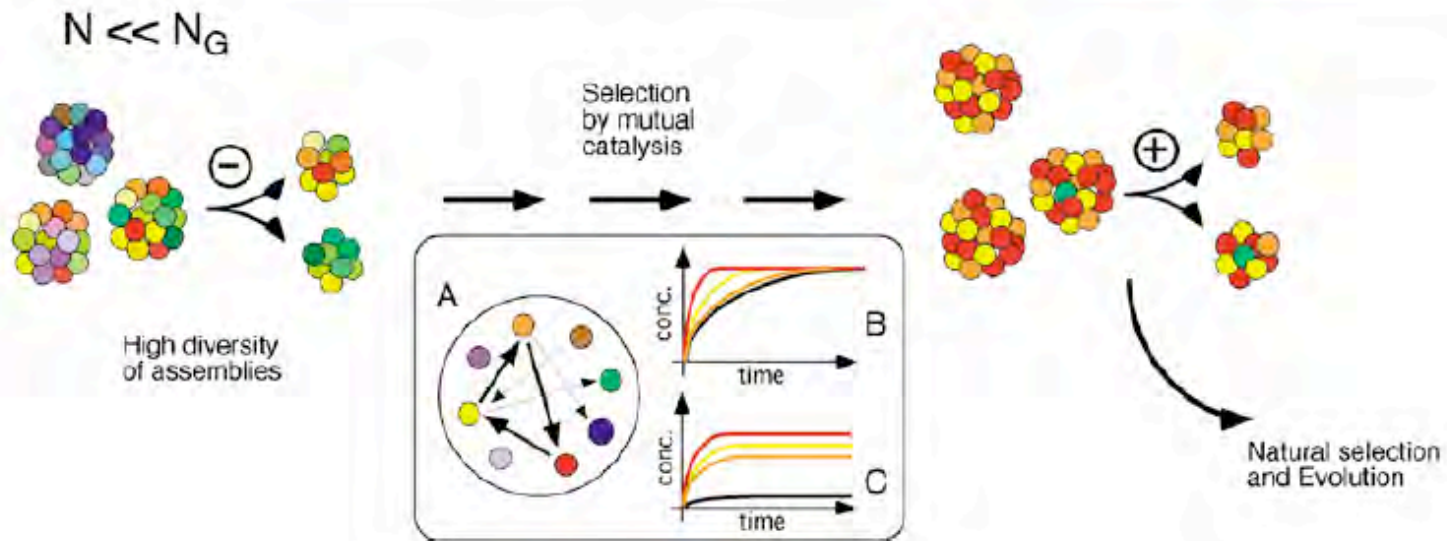 N << NG
Selection
by mutual
catalysis
−
+
High diversity
of assemblies
A
conc.
B
time
conc.
C
time
Natural selection
and Evolution